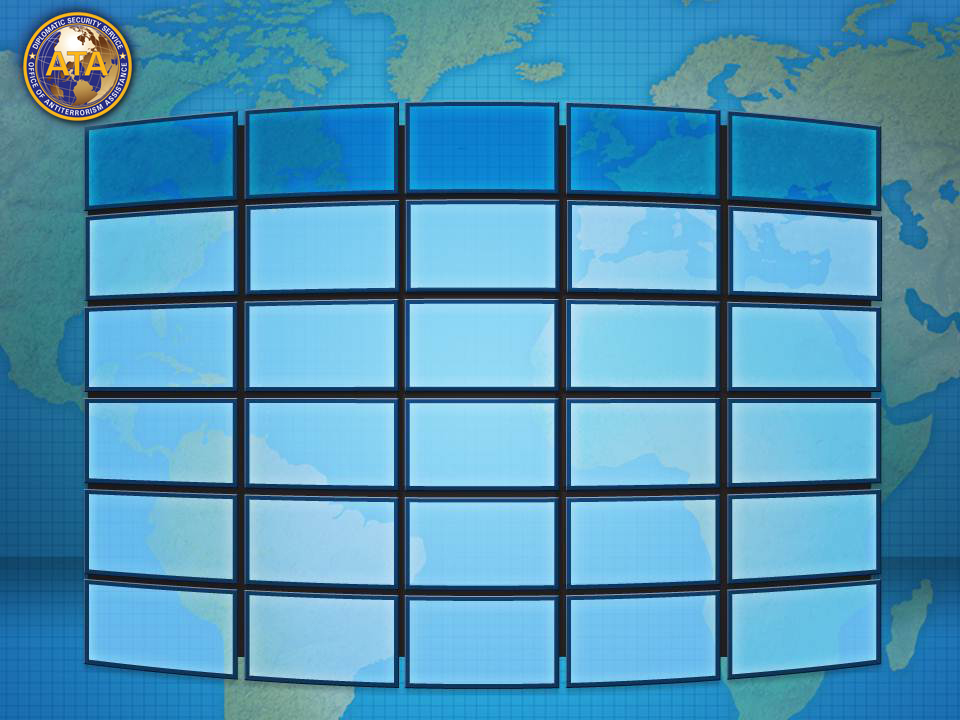 DIPLOMATIC SECURITY SERVICE
ATA
OFFICE OF ANTITERRORISM ASSISTANCE